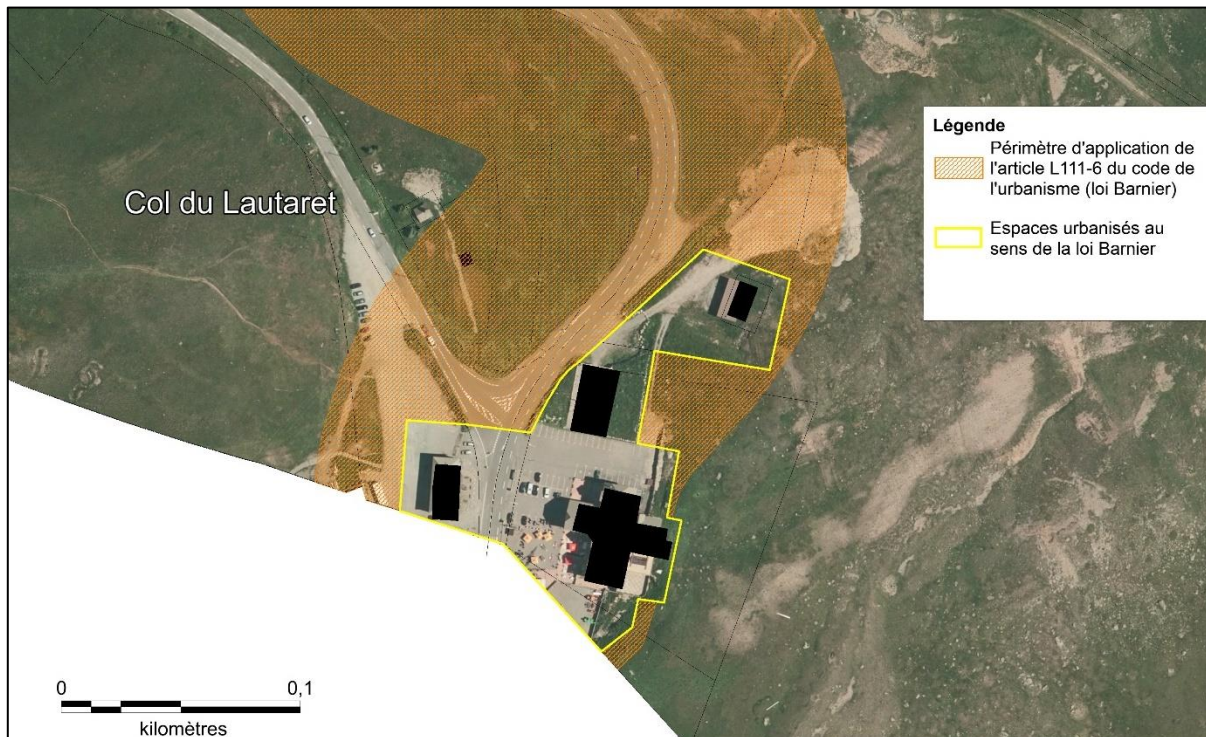 Légende
Périmètre d'application de
l'article L111-6 du code de
l'urbanisme (loi Barnier)
Espaces urbanisés au
sens de la loi Barnier
Col du Lautaret
0
0,1
kilomètres